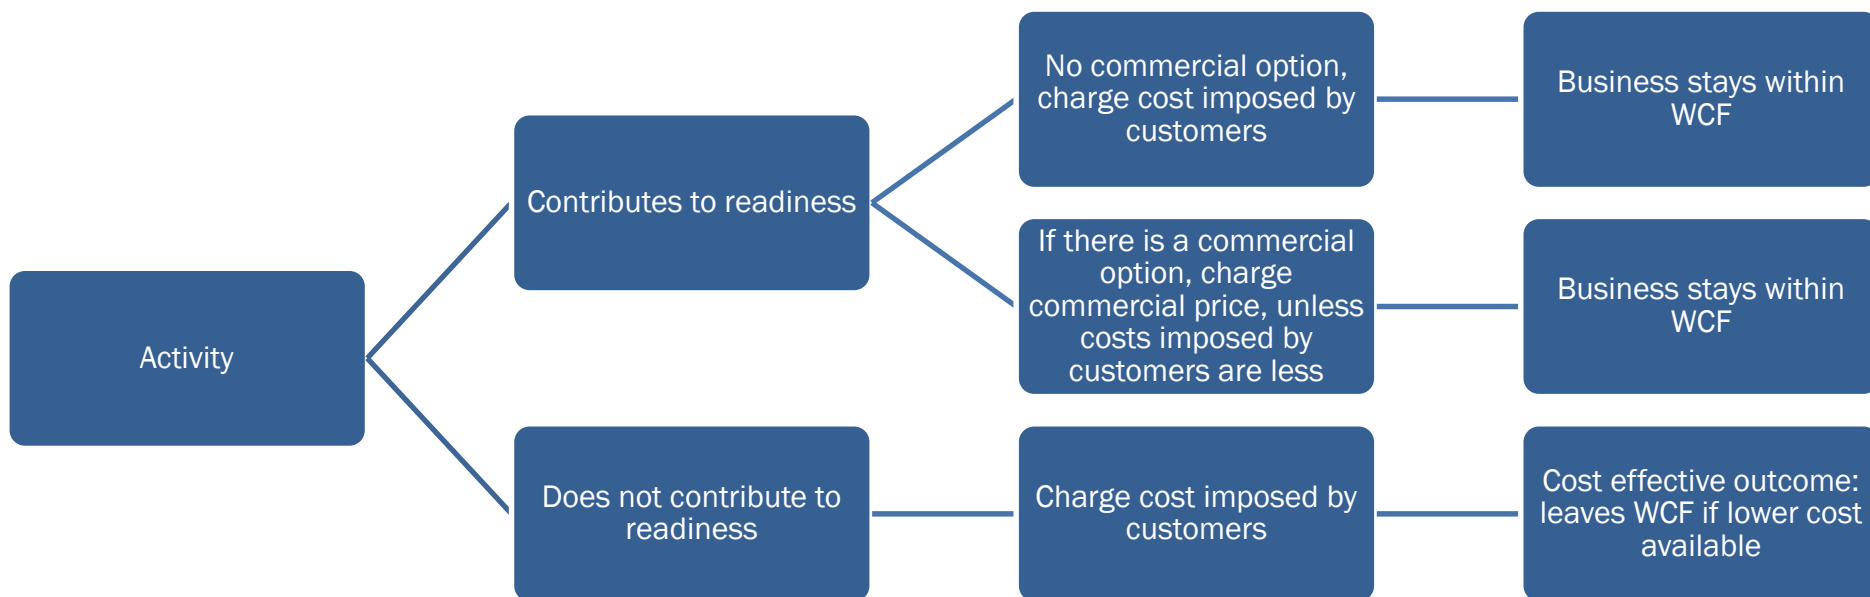 Activity
Contributes to readiness
No commercial option,
charge cost imposed by
customers
Business stays within
WCF
If there is a commercial
option, charge
commercial price, unless
costs imposed by
customers are less
Business stays within
WCF
Does not contribute to
readiness
Charge cost imposed by
customers
Cost effective outcome:
leaves WCF if lower cost
available